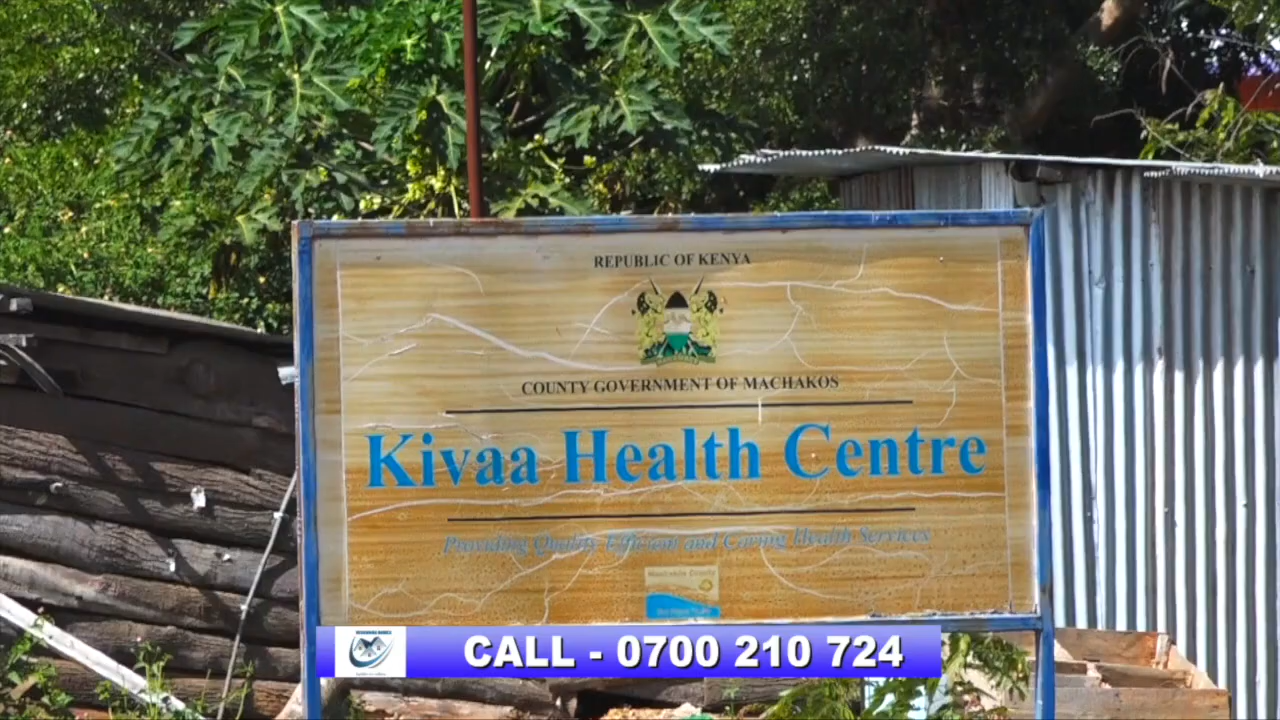 REPUBLIC OF KENYA
COUNTY GOVERNMENT OF MACHAKOS
Kivaa Health Centre
Providing Quality Efficient and Caring Health Services
CALL - 0700 210 724